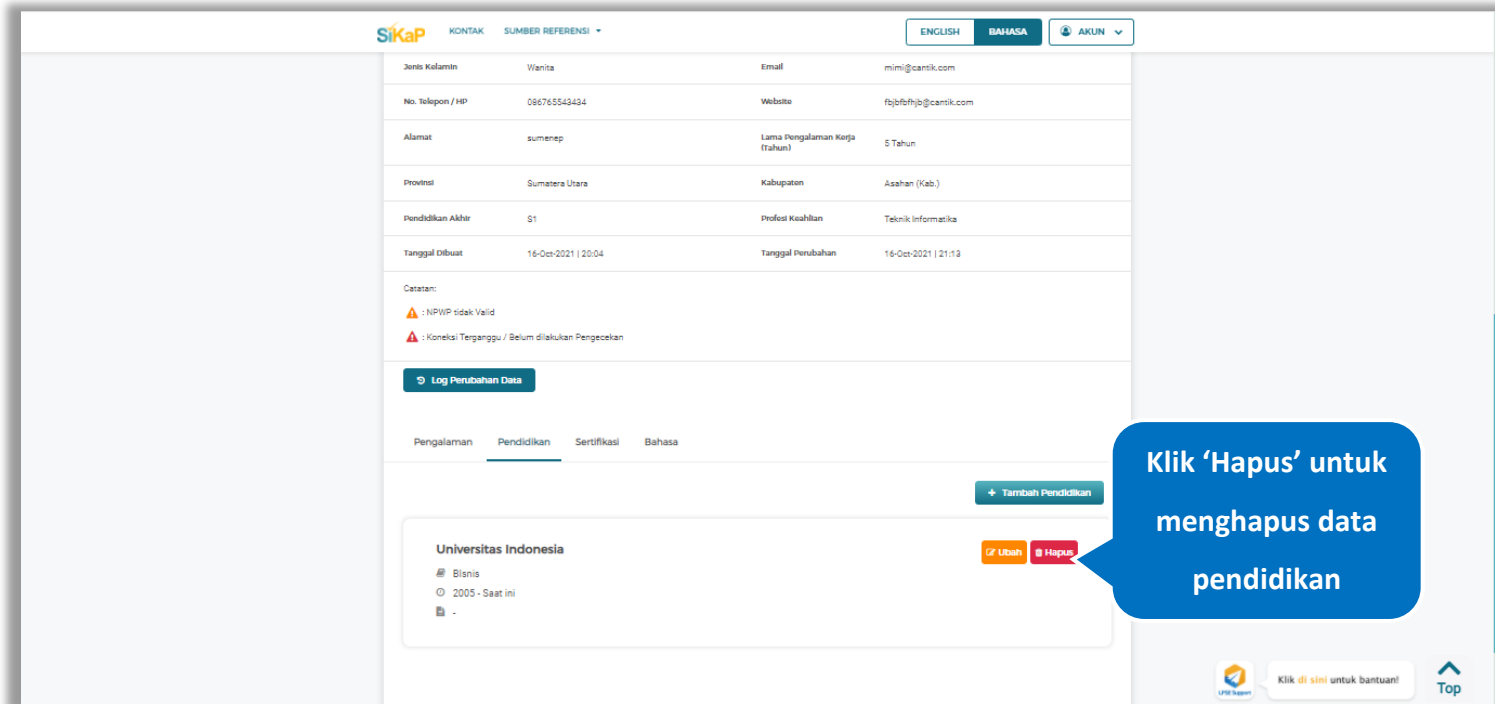 SiKaP KONTAK SUMBER REFERENSI ENGLISH BAHASA AKUN
Jenis Kelamin Wanita Email mimi@cantik.com
No. Telepon / HP 086765543434 Website fbjbfbfhjb@cantik.com
Alamat sumenep Lama Pengalaman Kerja (Tahun) 5 Tahun
Provinsi Sumatera Utara Kabupaten Asahan (Kab.)
Pendidikan Akhir S1 Profesi Keahlian Teknik Informatika
Tanggal Dibuat 16-Oct-2021 | 20:04 Tanggal Perubahan 16-Oct-2021 | 21:13
Catatan:
: NPWP tidak Valid
: Koneksi Terganggu / Belum dilakukan Pengecekan
Log Perubahan Data
Pengalaman Pendidikan Sertifikasi Bahasa
+ Tambah Pendidikan
Universitas Indonesia
Ubah Hapus
BIsnis
2005 - Saat ini
-
Klik ‘Hapus’ untuk
menghapus data
pendidikan
LPSE Support
Klik di sini untuk bantuan!
Top